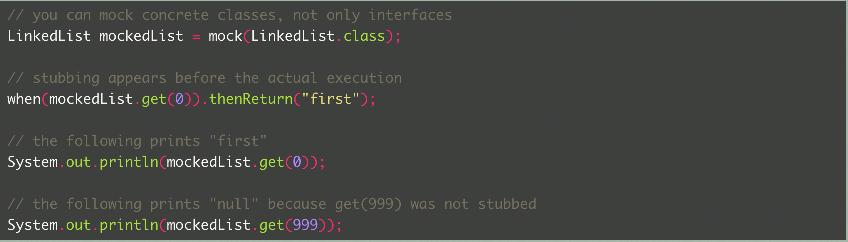 // you can mock concrete classes, not only interfaces
LinkedList mockedList = mock(LinkedList.class);
// stubbing appears before the actual execution
when(mockedList.get(0)).thenReturn("first");
// the following prints "first"
System.out.println(mockedList.get(0));
// the following prints "null" because get(999) was not stubbed
System.out.println(mockedList.get(999));